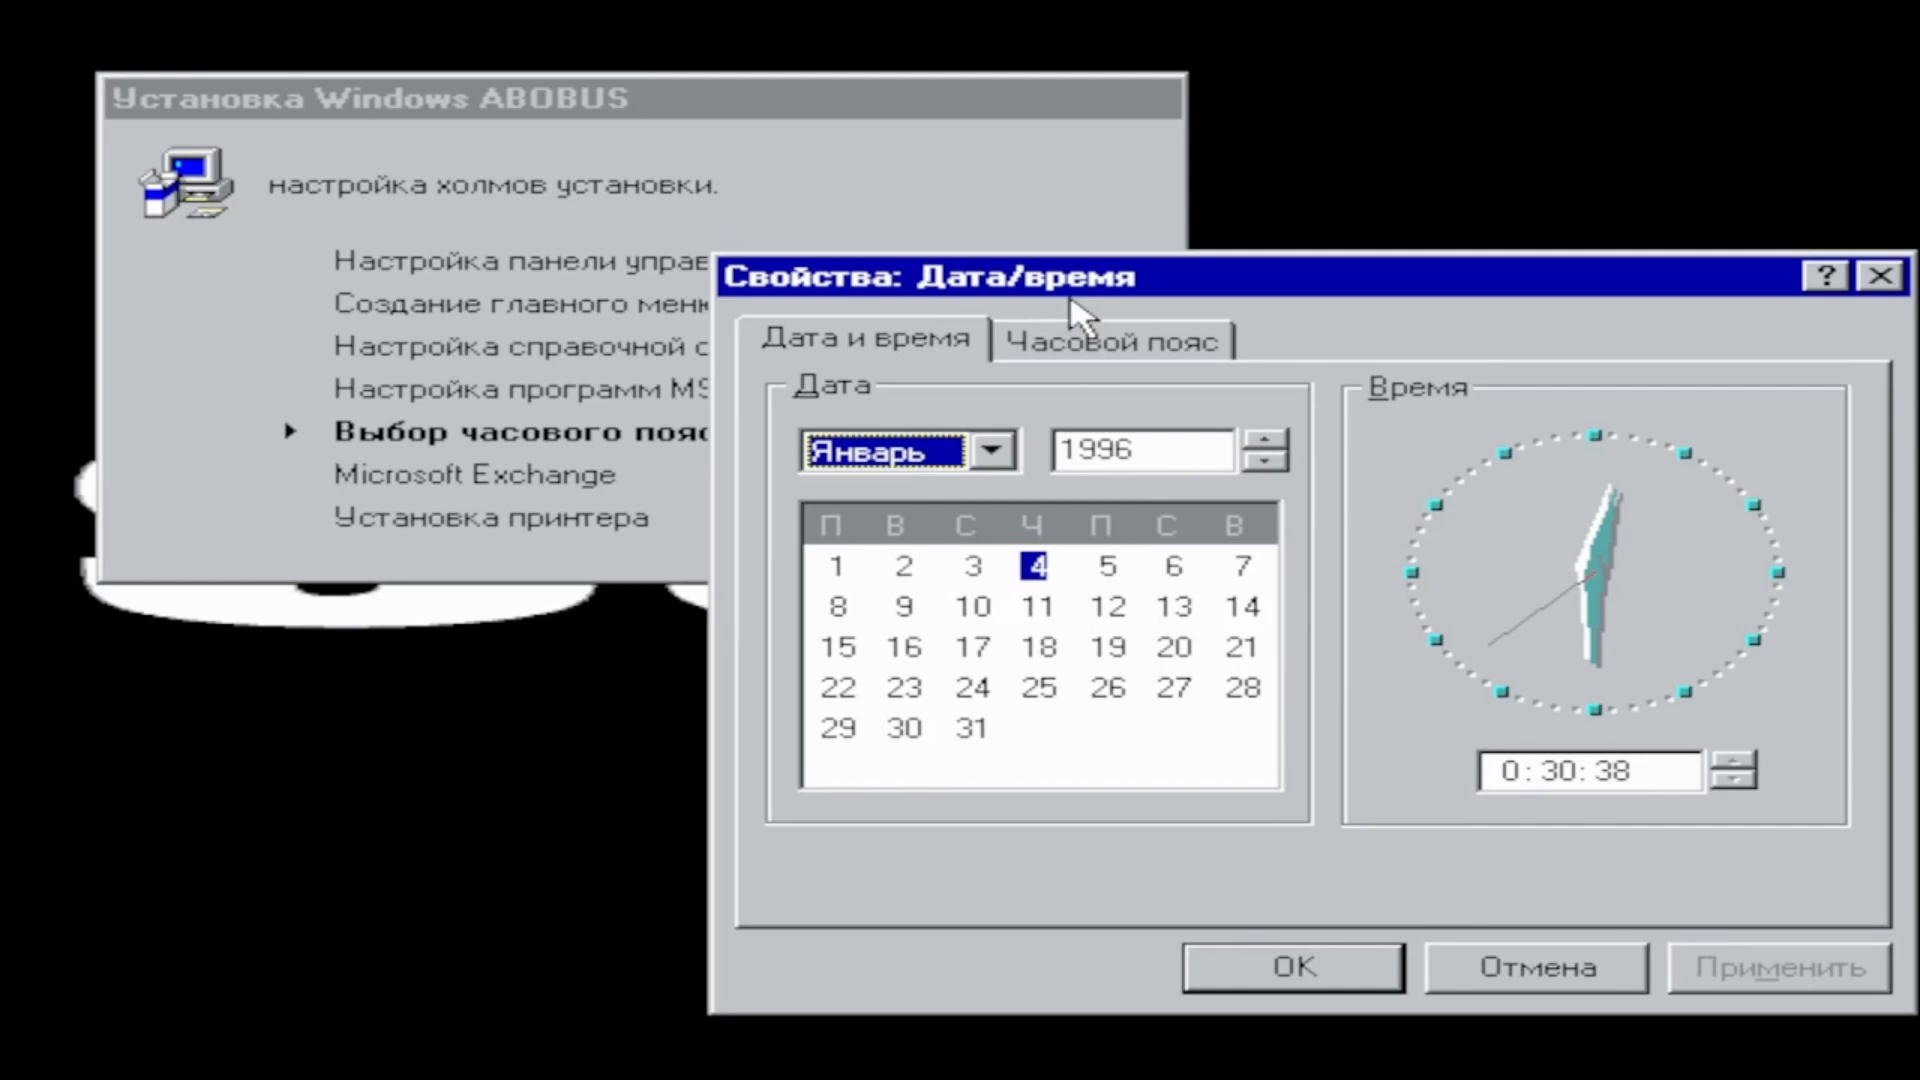 Установка Windows ABOBUS
настройка холмов установки.
Настройка панели управ
Создание главного меню
Настройка справочной с
Настройка программ MS
Выбор часового пояс
Microsoft Exchange
Установка принтера
Свойства: Дата/время
?
Дата и время
Часовой пояс
Дата
Январь
1996
П В С Ч П С В
1 2 3 4 5 6 7
8 9 10 11 12 13 14
15 16 17 18 19 20 21
22 23 24 25 26 27 28
29 30 31
Время
0:30:38
OK
Отмена
Применить